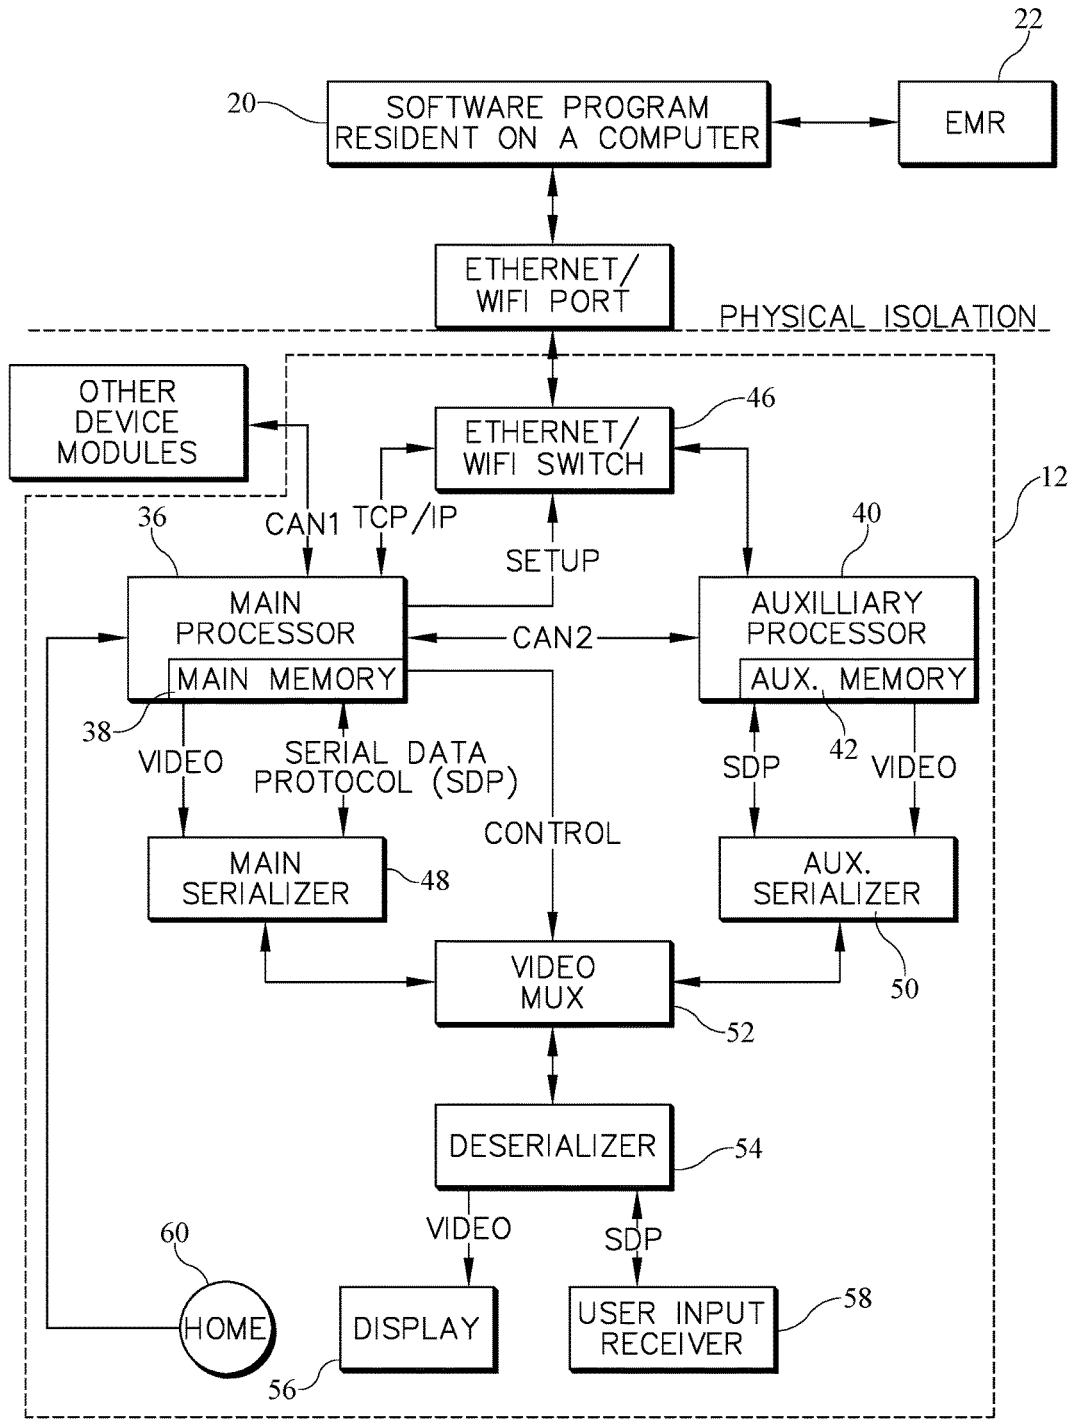 22
20
SOFTWARE PROGRAM
RESIDENT ON A COMPUTER
EMR
ETHERNET/
WIFI PORT
PHYSICAL ISOLATION
OTHER
DEVICE
MODULES
46
ETHERNET/
WIFI SWITCH
12
CAN1
TCP/IP
36
40
SETUP
MAIN
PROCESSOR
CAN2
AUXILLIARY
PROCESSOR
MAIN MEMORY
AUX. MEMORY
38
42
VIDEO
SERIAL DATA
PROTOCOL (SDP)
SDP
VIDEO
CONTROL
MAIN
SERIALIZER
48
AUX.
SERIALIZER
50
VIDEO
MUX
52
DESERIALIZER
54
VIDEO
SDP
60
HOME
DISPLAY
56
USER INPUT
RECEIVER
58